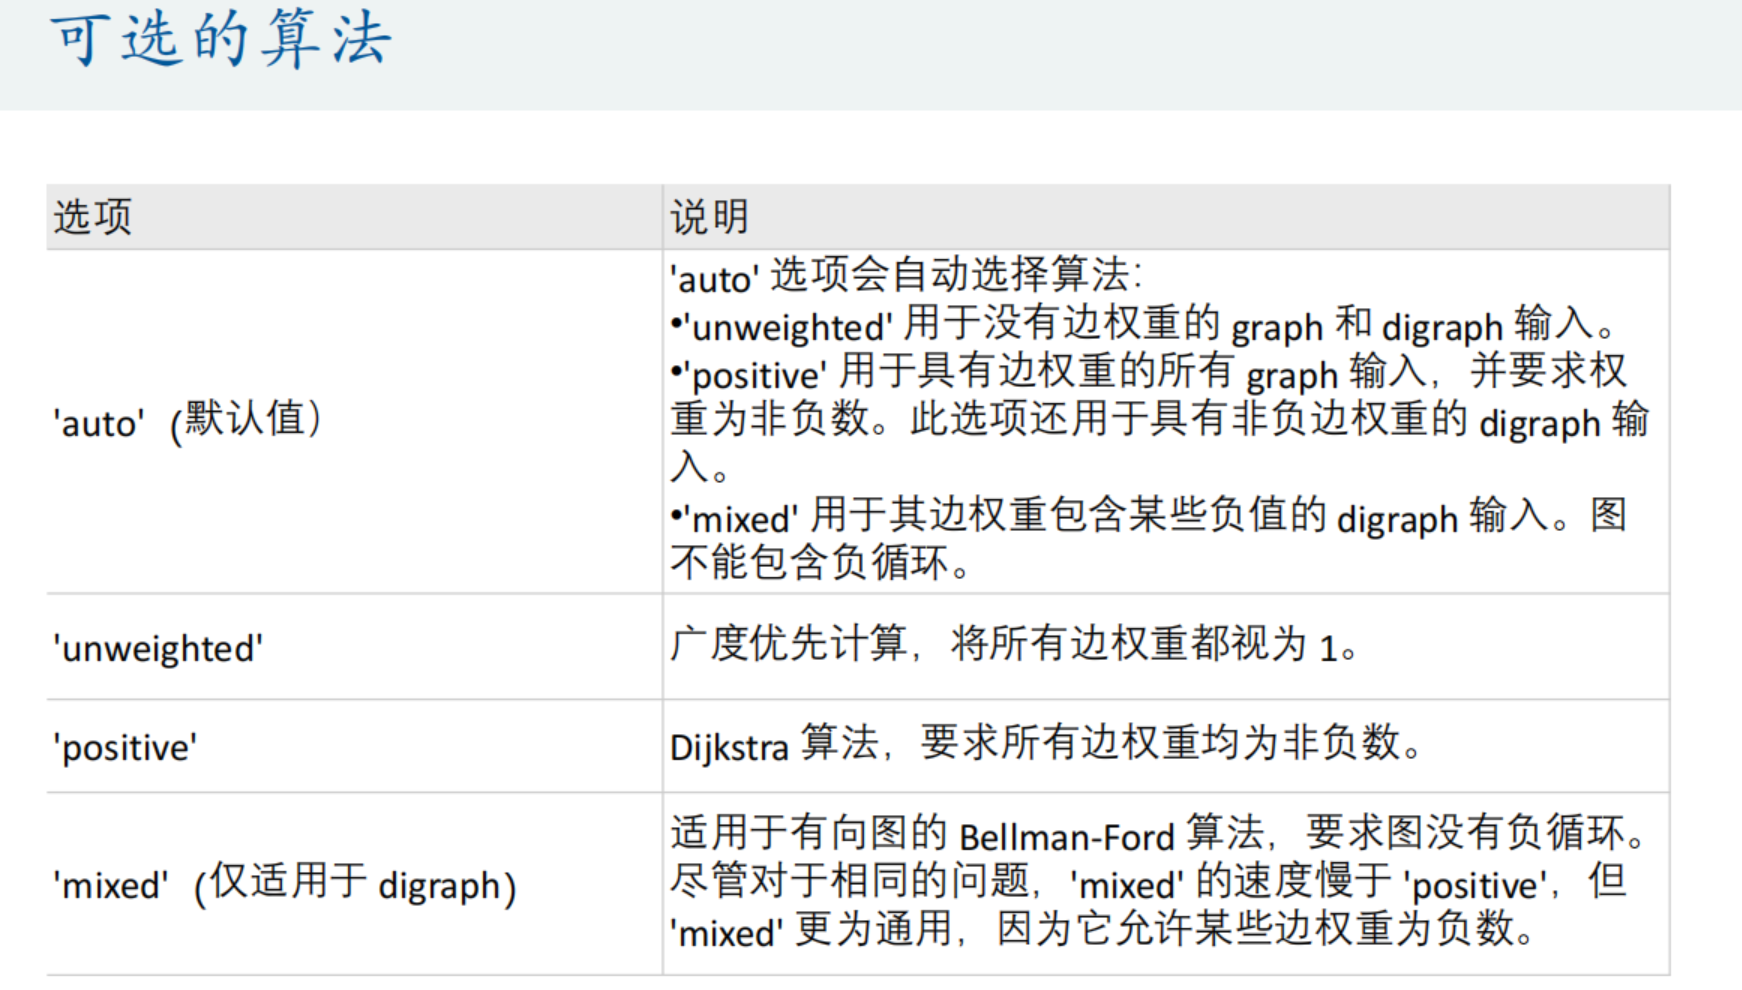 可选的算法
选项
说明
'auto' (默认值）
'auto' 选项会自动选择算法：
•'unweighted' 用于没有边权重的 graph 和 digraph 输入。
•'positive' 用于具有边权重的所有 graph 输入，并要求权
重为非负数。此选项还用于具有非负边权重的 digraph 输
入。
•'mixed' 用于其边权重包含某些负值的 digraph 输入。图
不能包含负循环。
'unweighted'
广度优先计算，将所有边权重都视为 1。
'positive'
Dijkstra 算法，要求所有边权重均为非负数。
'mixed' (仅适用于 digraph)
适用于有向图的 Bellman-Ford 算法，要求图没有负循环。
尽管对于相同的问题，'mixed' 的速度慢于 'positive'，但
'mixed' 更为通用，因为它允许某些边权重为负数。